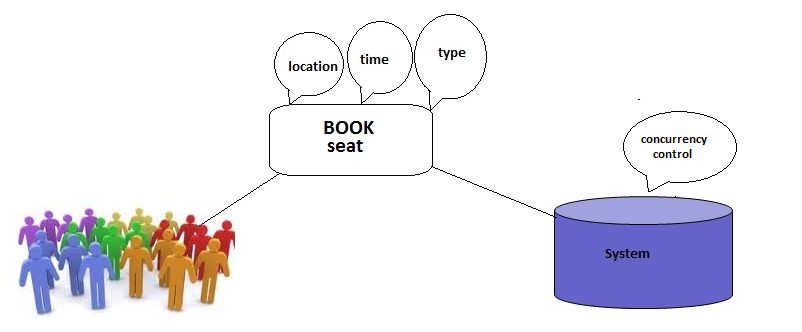 location
time
type
BOOK
seat
concurrency
control
System